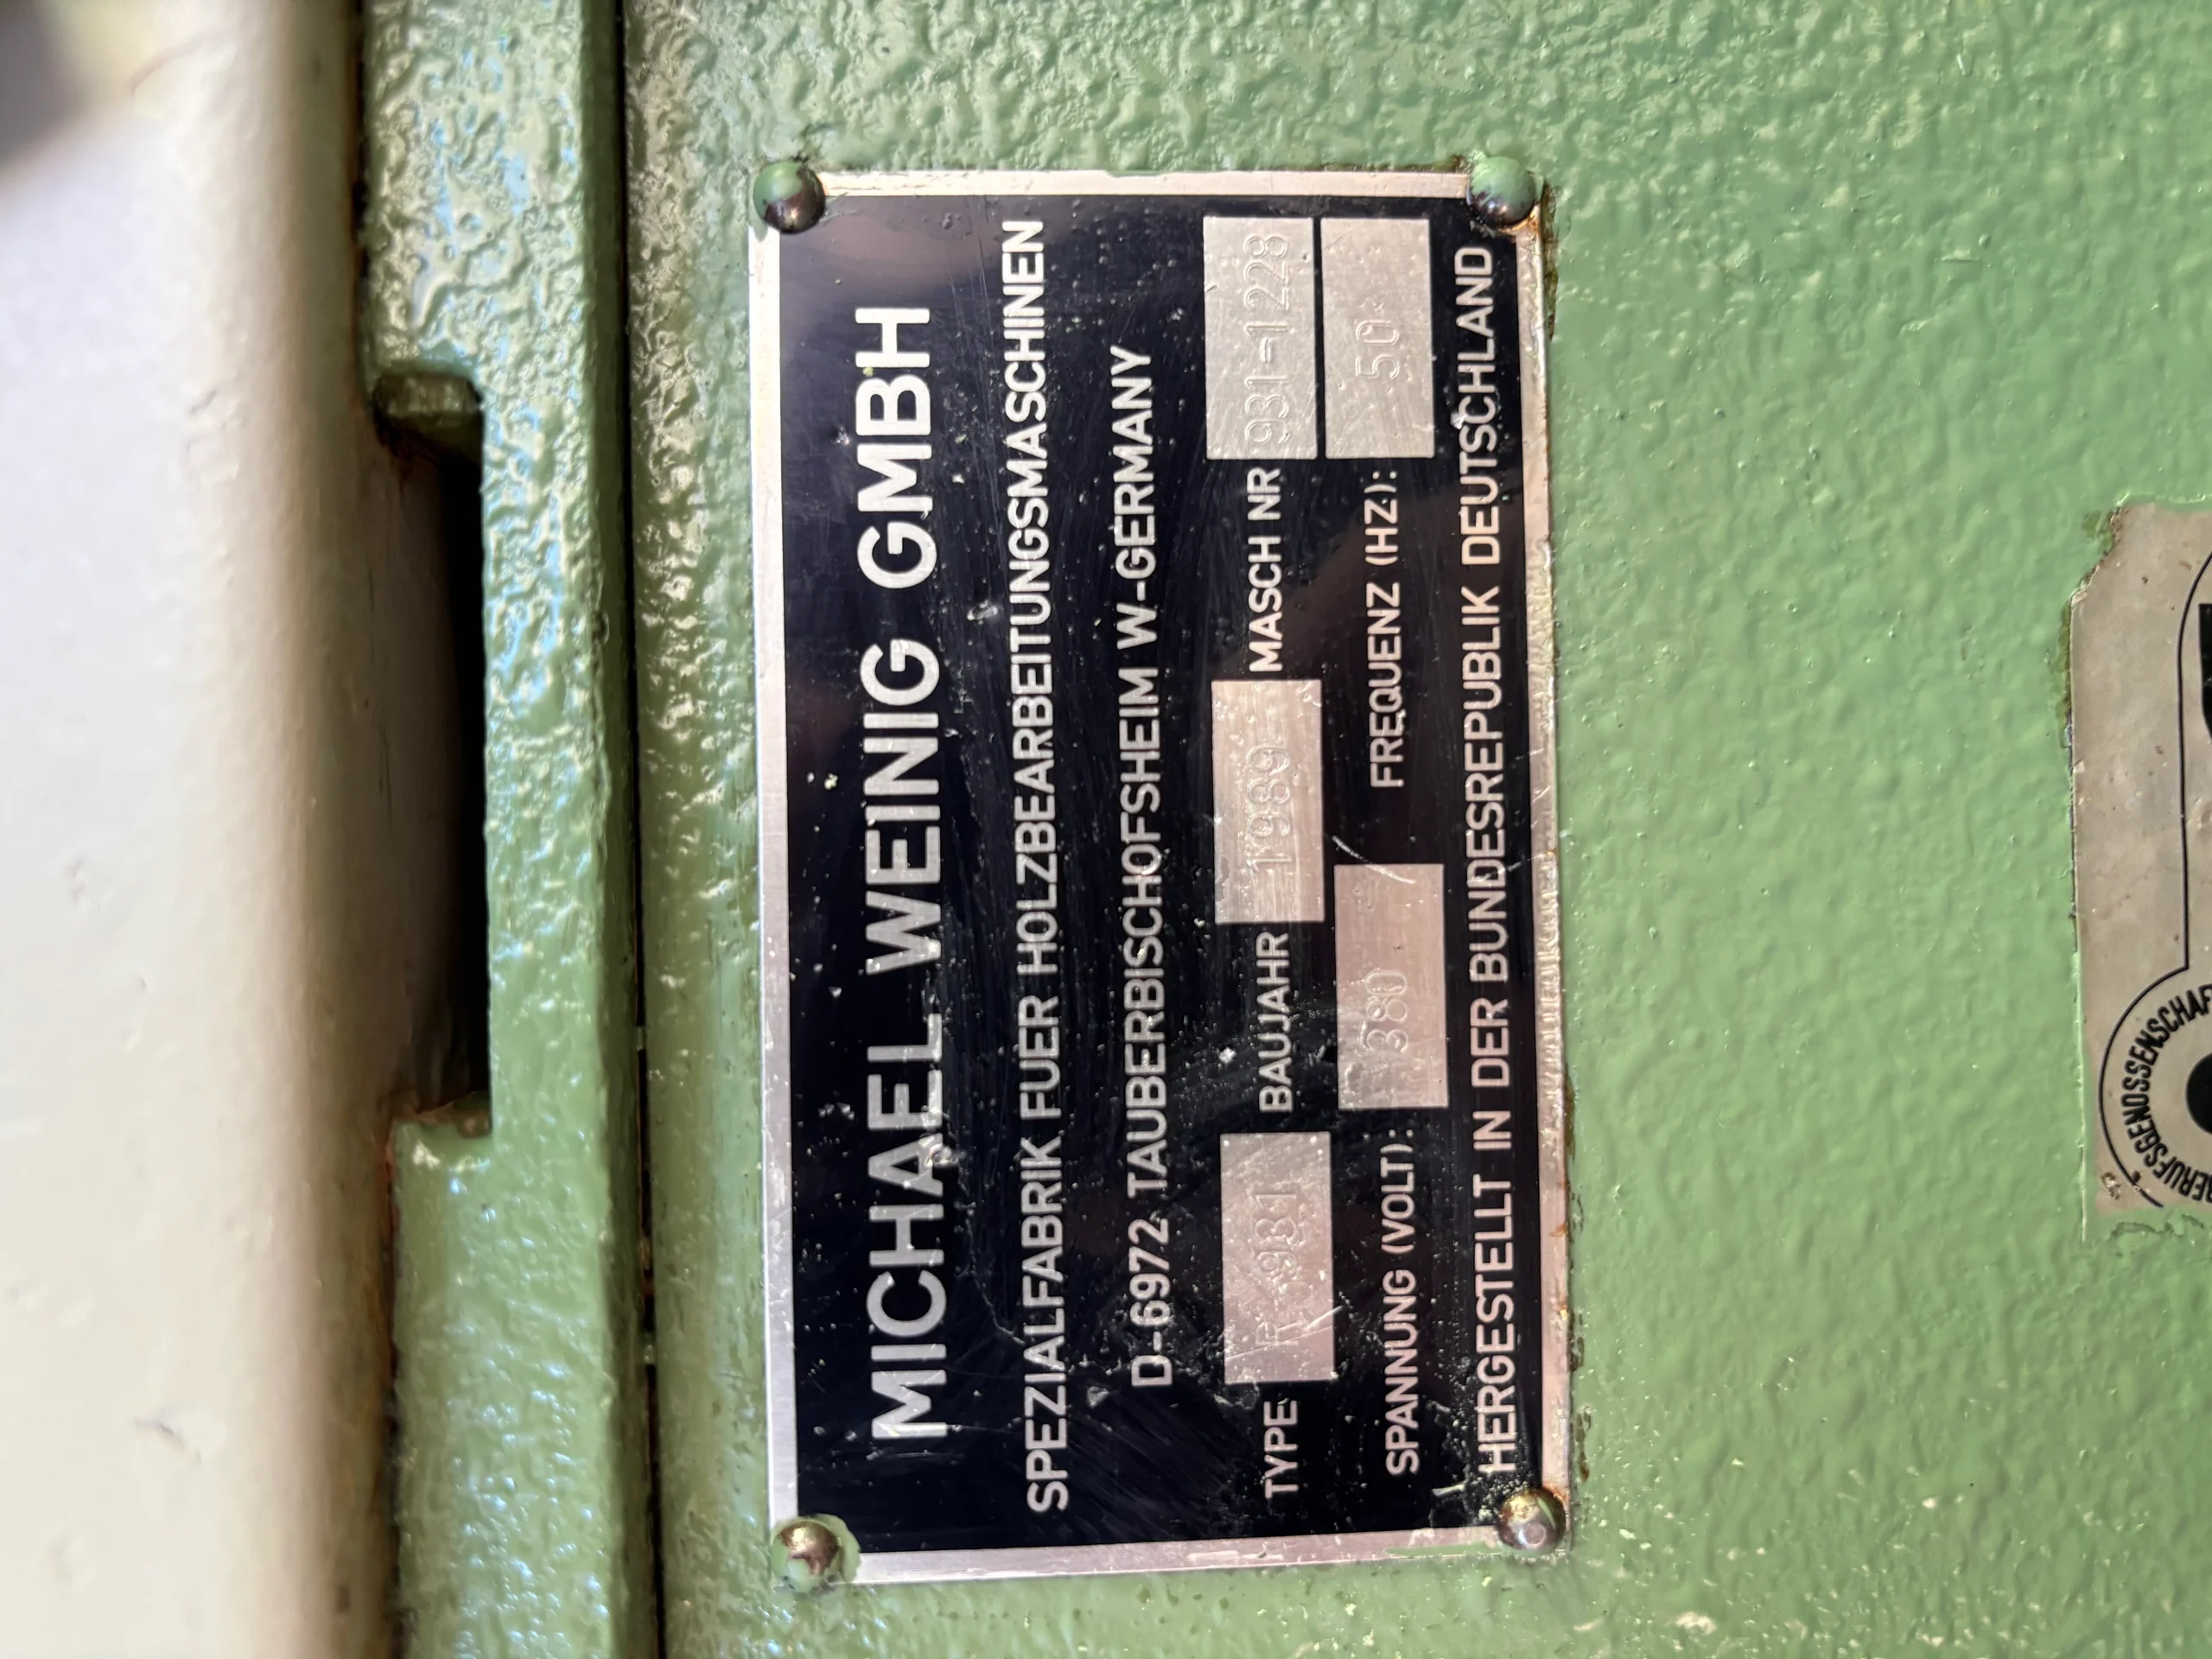 MICHAEL WEINIG GMBH
SPEZIALFABRIK FUER HOLZBEARBEITUNGSMASCHINEN
D-6972 TAUBERBISCHOFSHEIM W-GERMANY
TYPE R 931 BAUJAHR 1989 MASCH NR 931-1228
SPANNUNG (VOLT): 380 FREQUENZ (HZ): 50
HERGESTELLT IN DER BUNDESREPUBLIK DEUTSCHLAND